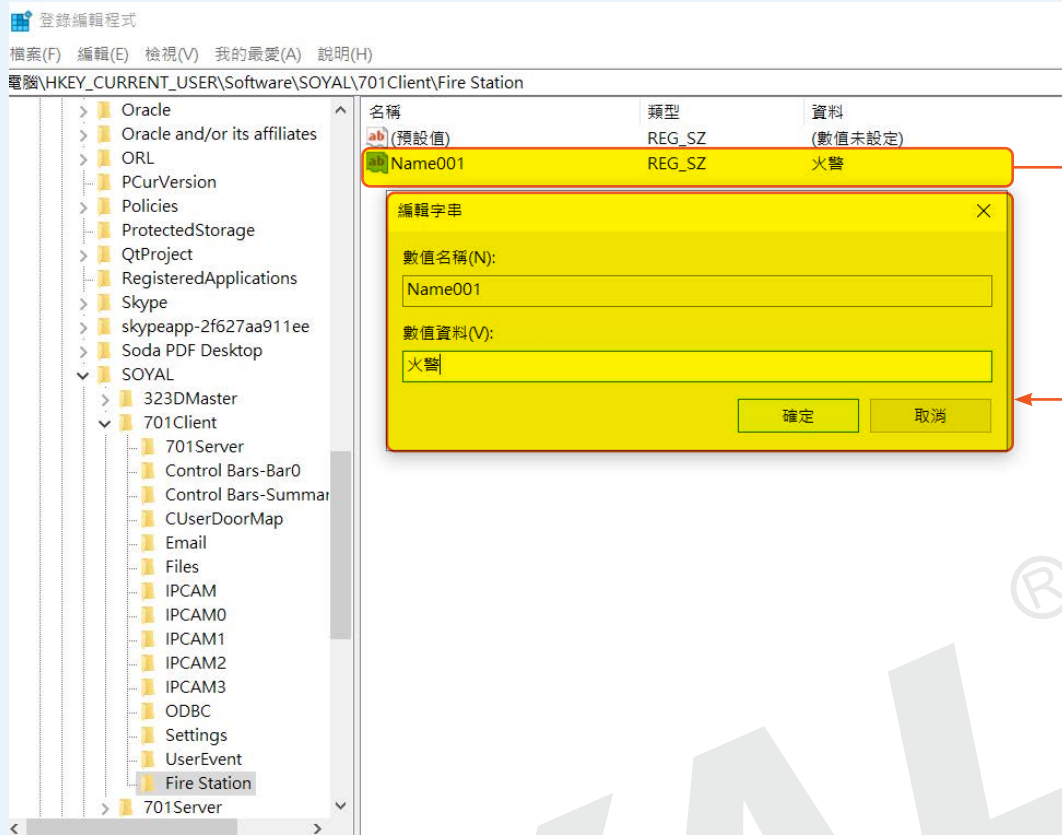 登錄編輯程式
檔案(F) 編輯(E) 檢視(V) 我的最愛(A) 說明(H)
電腦\HKEY_CURRENT_USER\Software\SOYAL\701Client\Fire Station
Oracle
Oracle and/or its affiliates
ORL
PCurVersion
Policies
ProtectedStorage
QtProject
RegisteredApplications
Skype
skypeapp-2f627aa911ee
Soda PDF Desktop
SOYAL
323DMaster
701Client
701Server
Control Bars-Bar0
Control Bars-Summar
CUserDoorMap
Email
Files
IPCAM
IPCAM0
IPCAM1
IPCAM2
IPCAM3
ODBC
Settings
UserEvent
Fire Station
701Server
名稱 類型 資料
ab (預設值) REG_SZ (數值未設定)
ab Name001 REG_SZ 火警
編輯字串
數值名稱(N):
Name001
數值資料(V):
火警
確定 取消
®
AL